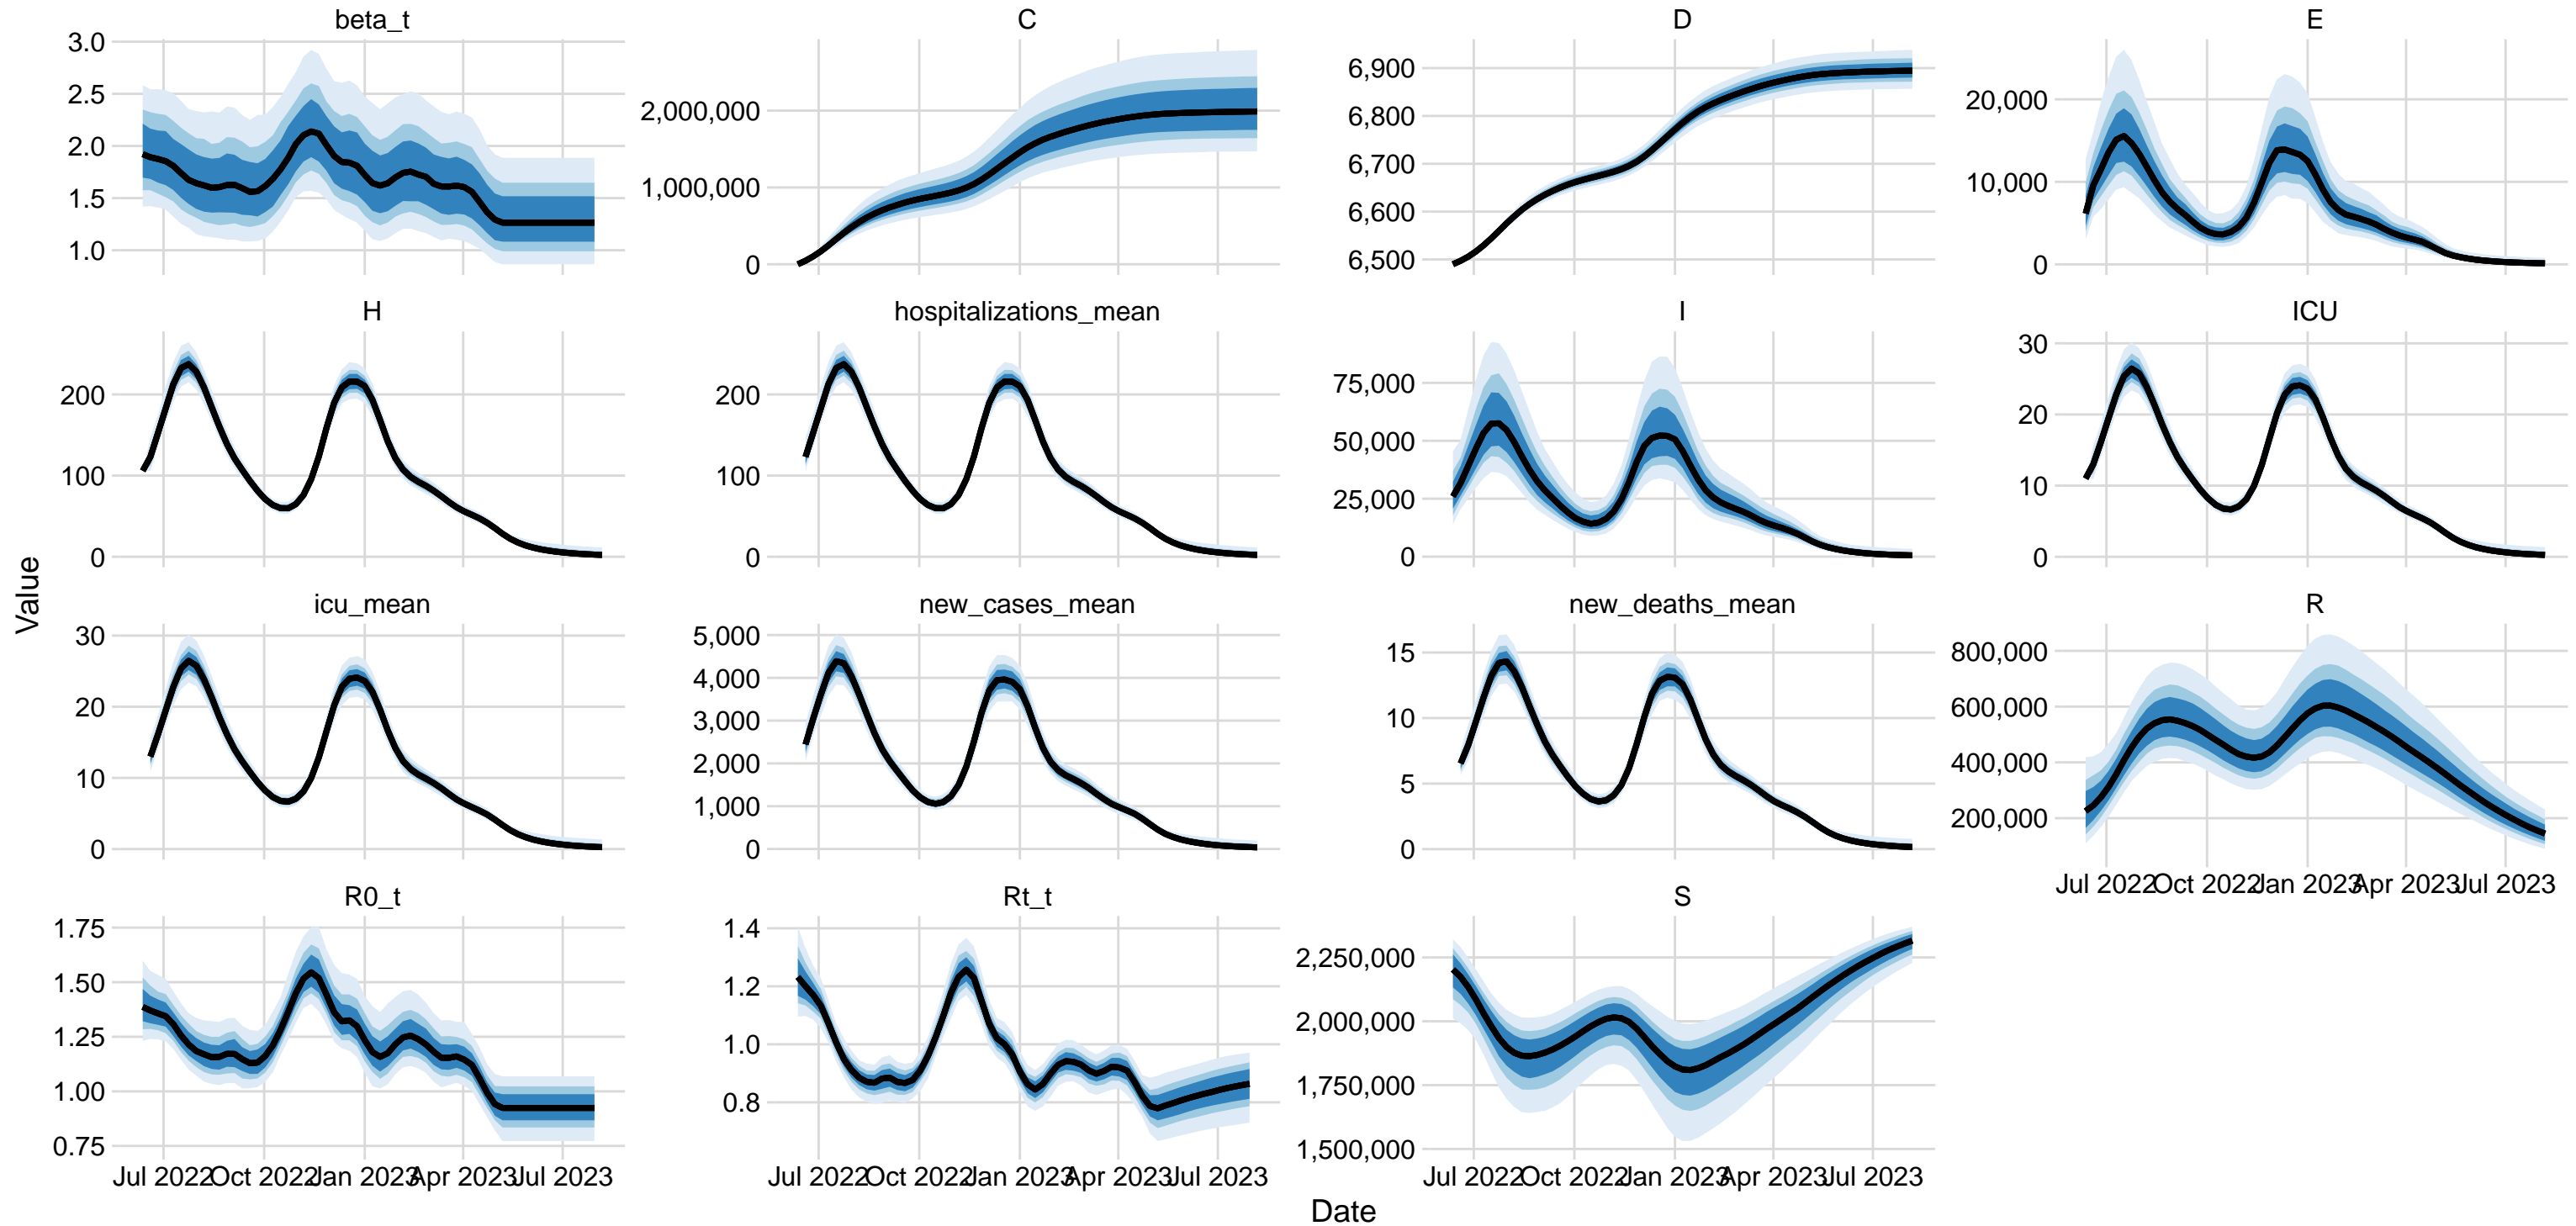 beta_t
C
D
E
3.0
2.5
2.0
1.5
1.0
2,000,000
1,000,000
0
6,900
6,800
6,700
6,600
6,500
20,000
10,000
0
H
hospitalizations_mean
I
ICU
200
100
0
200
100
0
75,000
50,000
25,000
0
30
20
10
0
Value
icu_mean
new_cases_mean
new_deaths_mean
R
30
20
10
0
5,000
4,000
3,000
2,000
1,000
0
15
10
5
0
800,000
600,000
400,000
200,000
Jul 2022 Oct 2022 Jan 2023 Apr 2023 Jul 2023
R0_t
Rt_t
S
1.75
1.50
1.25
1.00
0.75
1.4
1.2
1.0
0.8
2,250,000
2,000,000
1,750,000
1,500,000
Jul 2022 Oct 2022 Jan 2023 Apr 2023 Jul 2023
Jul 2022 Oct 2022 Jan 2023 Apr 2023 Jul 2023
Jul 2022 Oct 2022 Jan 2023 Apr 2023 Jul 2023
Date